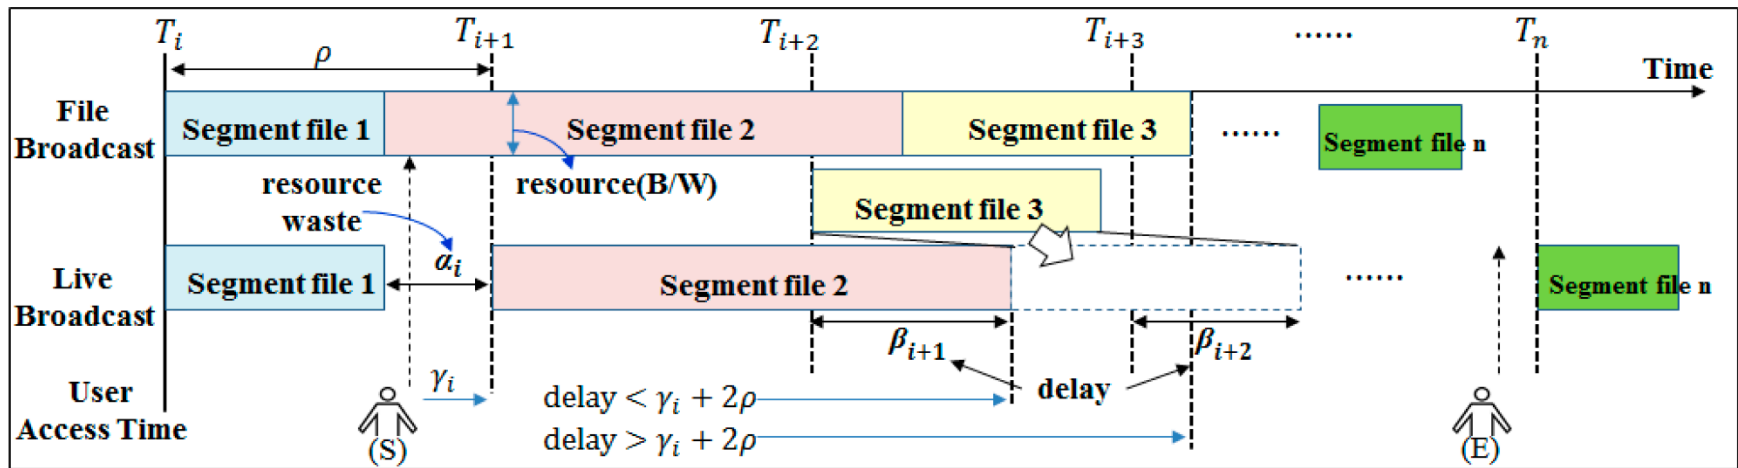 T_i T_{i+1} T_{i+2} T_{i+3} ...... T_n
ρ
Time
File
Broadcast
Segment file 1
Segment file 2
Segment file 3
......
Segment file n
resource
waste
resource(B/W)
Segment file 3
α_i
Live
Broadcast
Segment file 1
Segment file 2
......
Segment file n
β_{i+1}
β_{i+2}
User
Access Time
γ_i
delay
delay < γ_i + 2ρ
delay > γ_i + 2ρ
(S)
(E)